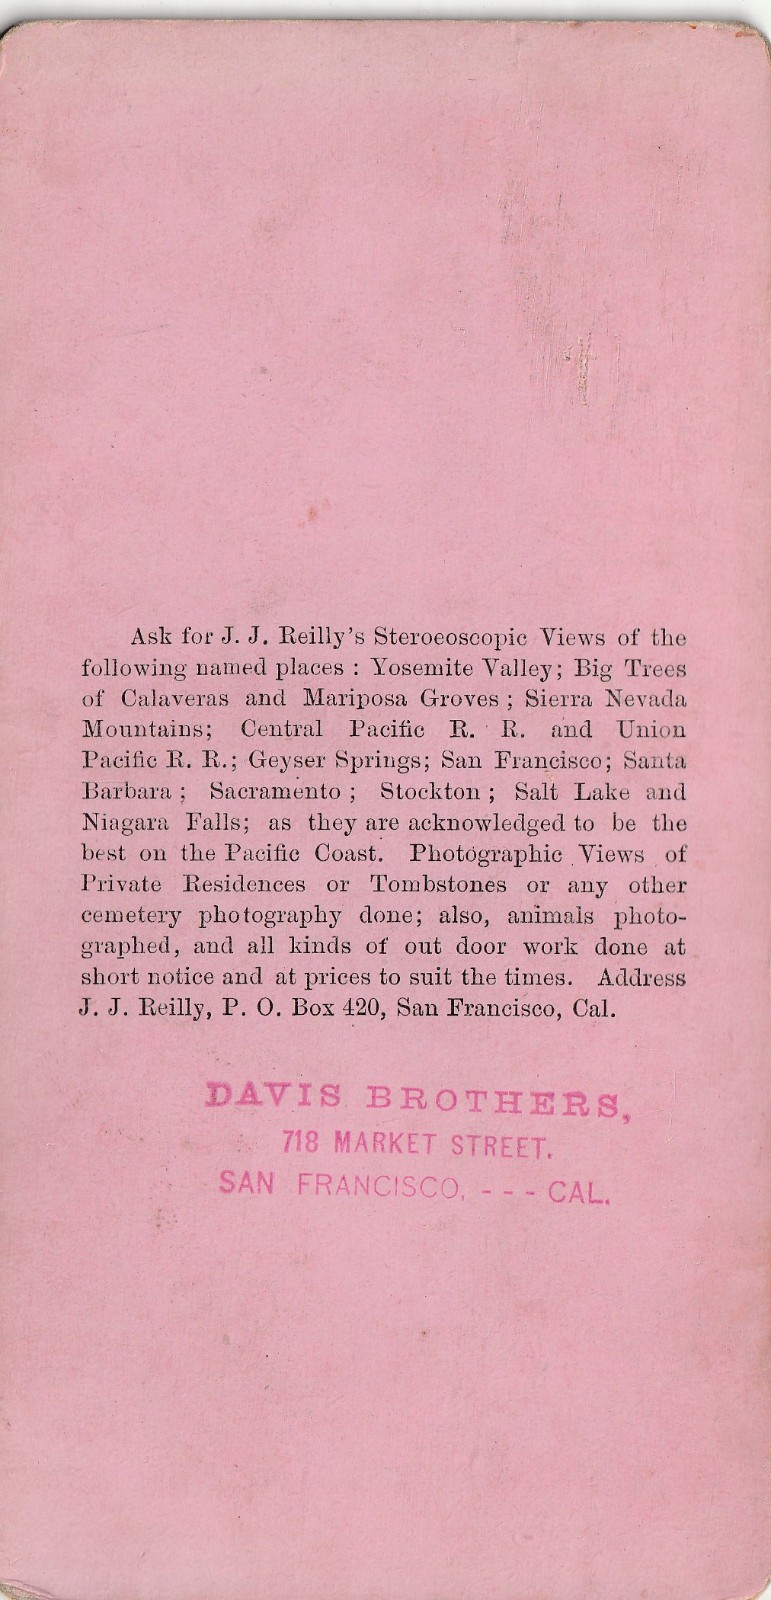 Ask for J. J. Reilly's Steroeoscopic Views of the
following named places : Yosemite Valley; Big Trees
of Calaveras and Mariposa Groves ; Sierra Nevada
Mountains; Central Pacific R. R. and Union
Pacific R. R.; Geyser Springs; San Francisco; Santa
Barbara ; Sacramento ; Stockton ; Salt Lake and
Niagara Falls; as they are acknowledged to be the
best on the Pacific Coast. Photographic Views of
Private Residences or Tombstones or any other
cemetery photography done; also, animals photo-
graphed, and all kinds of out door work done at
short notice and at prices to suit the times. Address
J. J. Reilly, P. O. Box 420, San Francisco, Cal.
DAVIS BROTHERS,
718 MARKET STREET.
SAN FRANCISCO, - - - CAL.